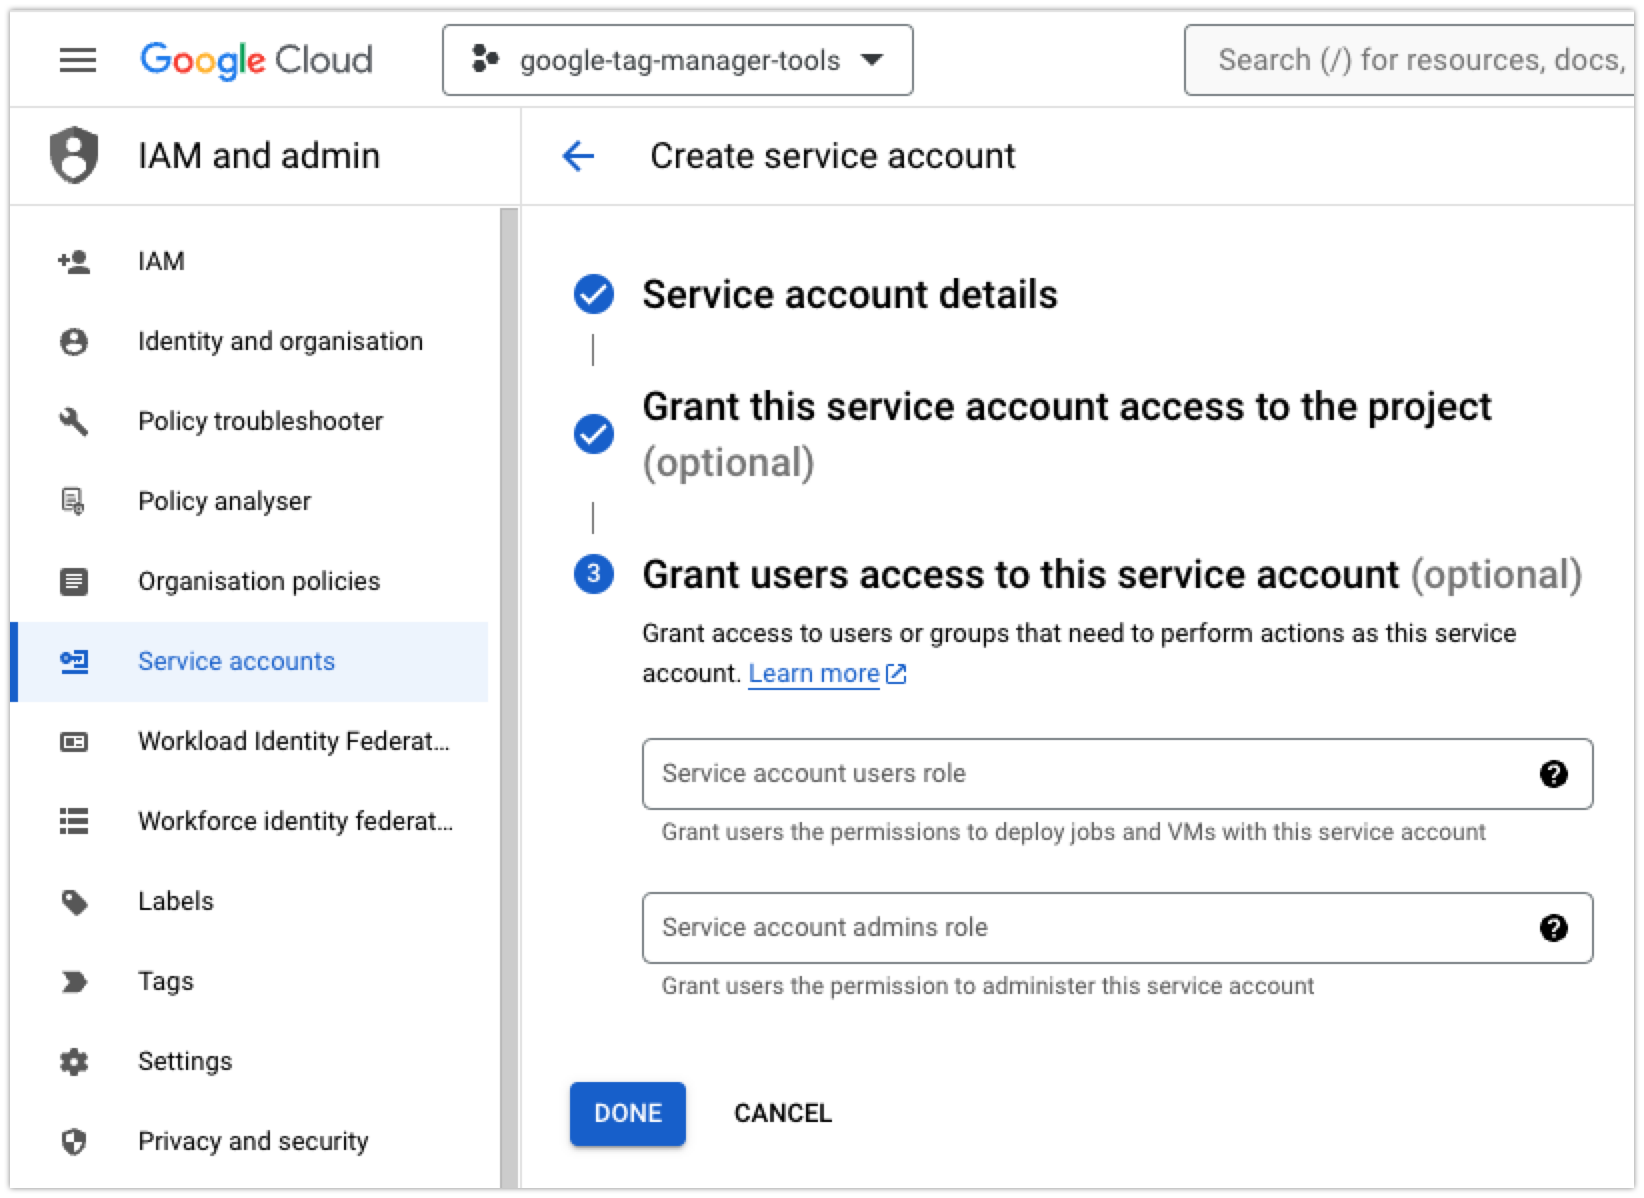 Google Cloud
google-tag-manager-tools
Search (/) for resources, docs,
IAM and admin
Create service account
IAM
Identity and organisation
Policy troubleshooter
Policy analyser
Organisation policies
Service accounts
Workload Identity Federat...
Workforce identity federat...
Labels
Tags
Settings
Privacy and security
Service account details
Grant this service account access to the project
(optional)
3
Grant users access to this service account (optional)
Grant access to users or groups that need to perform actions as this service
account. Learn more
Service account users role
Grant users the permissions to deploy jobs and VMs with this service account
Service account admins role
Grant users the permission to administer this service account
DONE
CANCEL